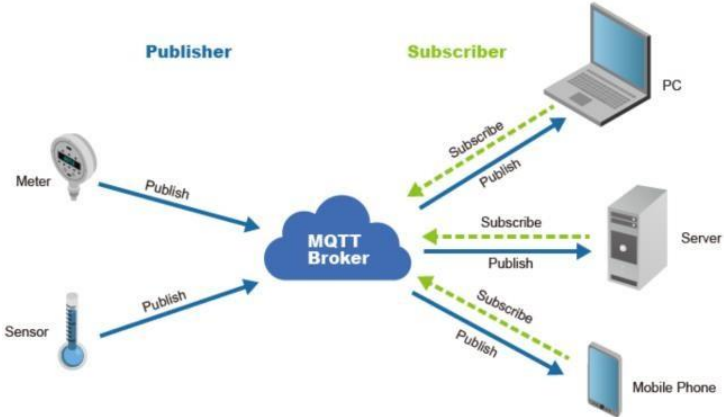 Publisher
Subscriber
PC
Subscribe
Publish
Meter
Publish
MQTT
Broker
Subscribe
Publish
Server
Sensor
Publish
Subscribe
Publish
Mobile Phone